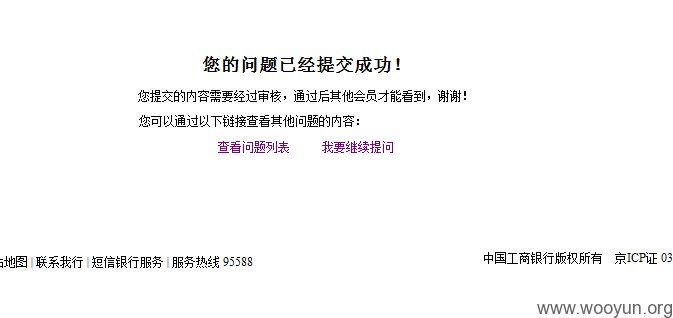 您的问题已经提交成功！
您提交的内容需要经过审核，通过后其他会员才能看到，谢谢！
您可以通过以下链接查看其他问题的内容：
查看问题列表 我要继续提问
地图 | 联系我行 | 短信银行服务 | 服务热线 95588
中国工商银行版权所有 京ICP证 03
www.wooyun.org